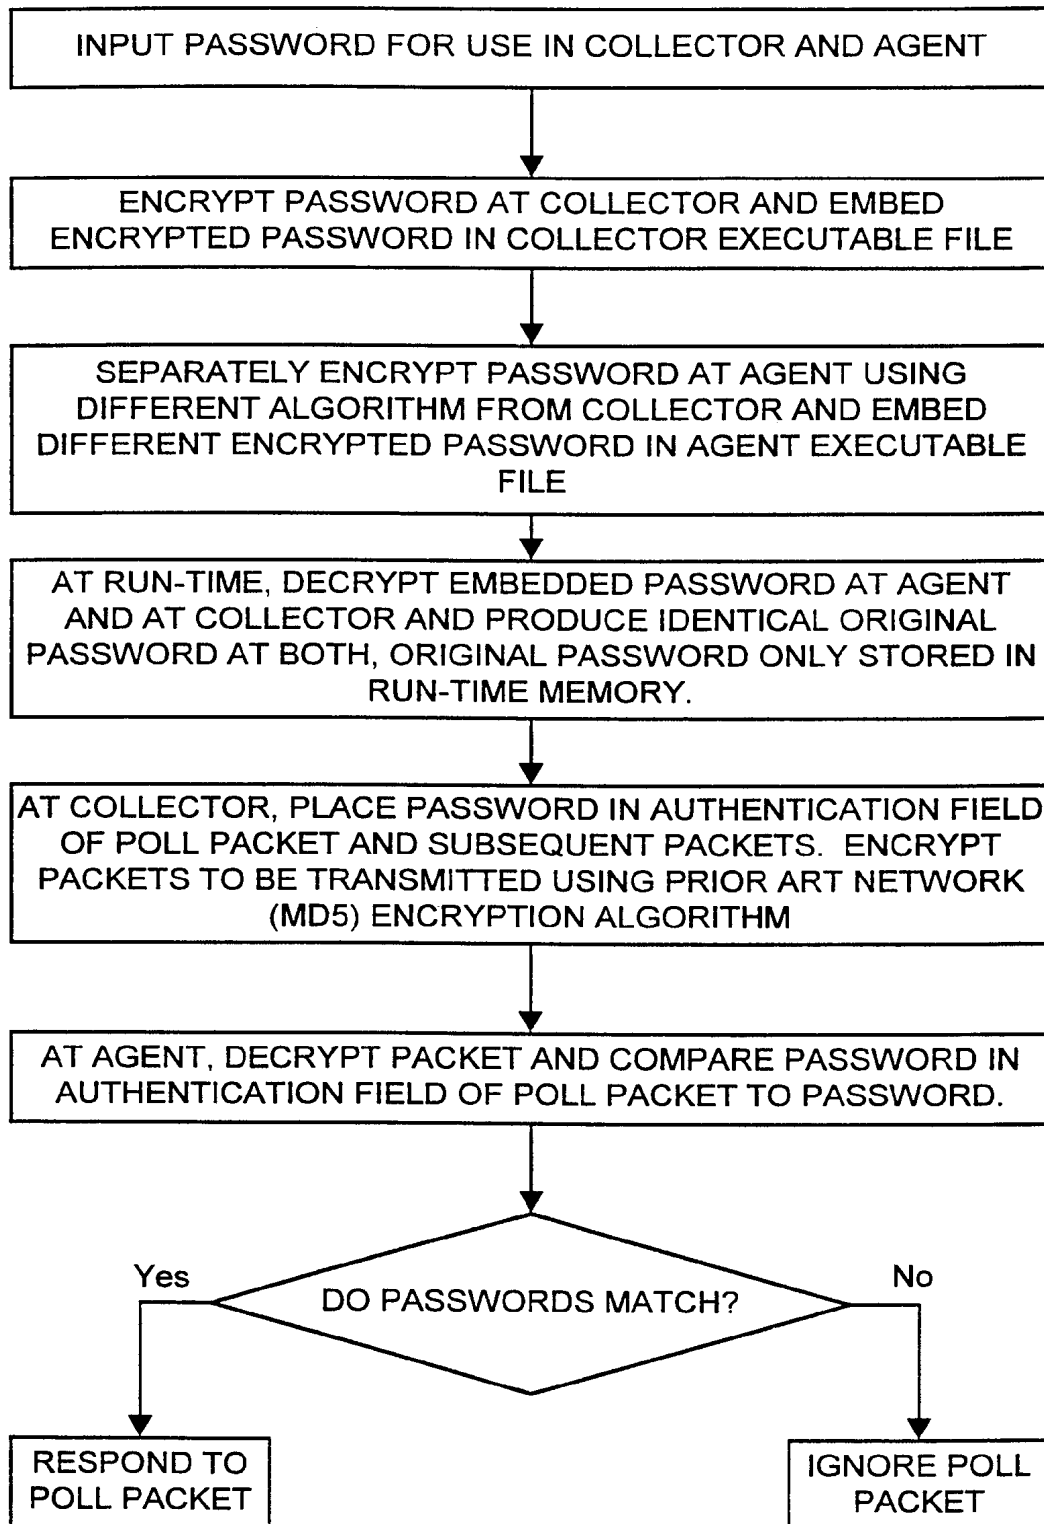 INPUT PASSWORD FOR USE IN COLLECTOR AND AGENT
ENCRYPT PASSWORD AT COLLECTOR AND EMBED
ENCRYPTED PASSWORD IN COLLECTOR EXECUTABLE FILE
SEPARATELY ENCRYPT PASSWORD AT AGENT USING
DIFFERENT ALGORITHM FROM COLLECTOR AND EMBED
DIFFERENT ENCRYPTED PASSWORD IN AGENT EXECUTABLE
FILE
AT RUN-TIME, DECRYPT EMBEDDED PASSWORD AT AGENT
AND AT COLLECTOR AND PRODUCE IDENTICAL ORIGINAL
PASSWORD AT BOTH, ORIGINAL PASSWORD ONLY STORED IN
RUN-TIME MEMORY.
AT COLLECTOR, PLACE PASSWORD IN AUTHENTICATION FIELD
OF POLL PACKET AND SUBSEQUENT PACKETS. ENCRYPT
PACKETS TO BE TRANSMITTED USING PRIOR ART NETWORK
(MD5) ENCRYPTION ALGORITHM
AT AGENT, DECRYPT PACKET AND COMPARE PASSWORD IN
AUTHENTICATION FIELD OF POLL PACKET TO PASSWORD.
Yes
No
DO PASSWORDS MATCH?
RESPOND TO
POLL PACKET
IGNORE POLL
PACKET